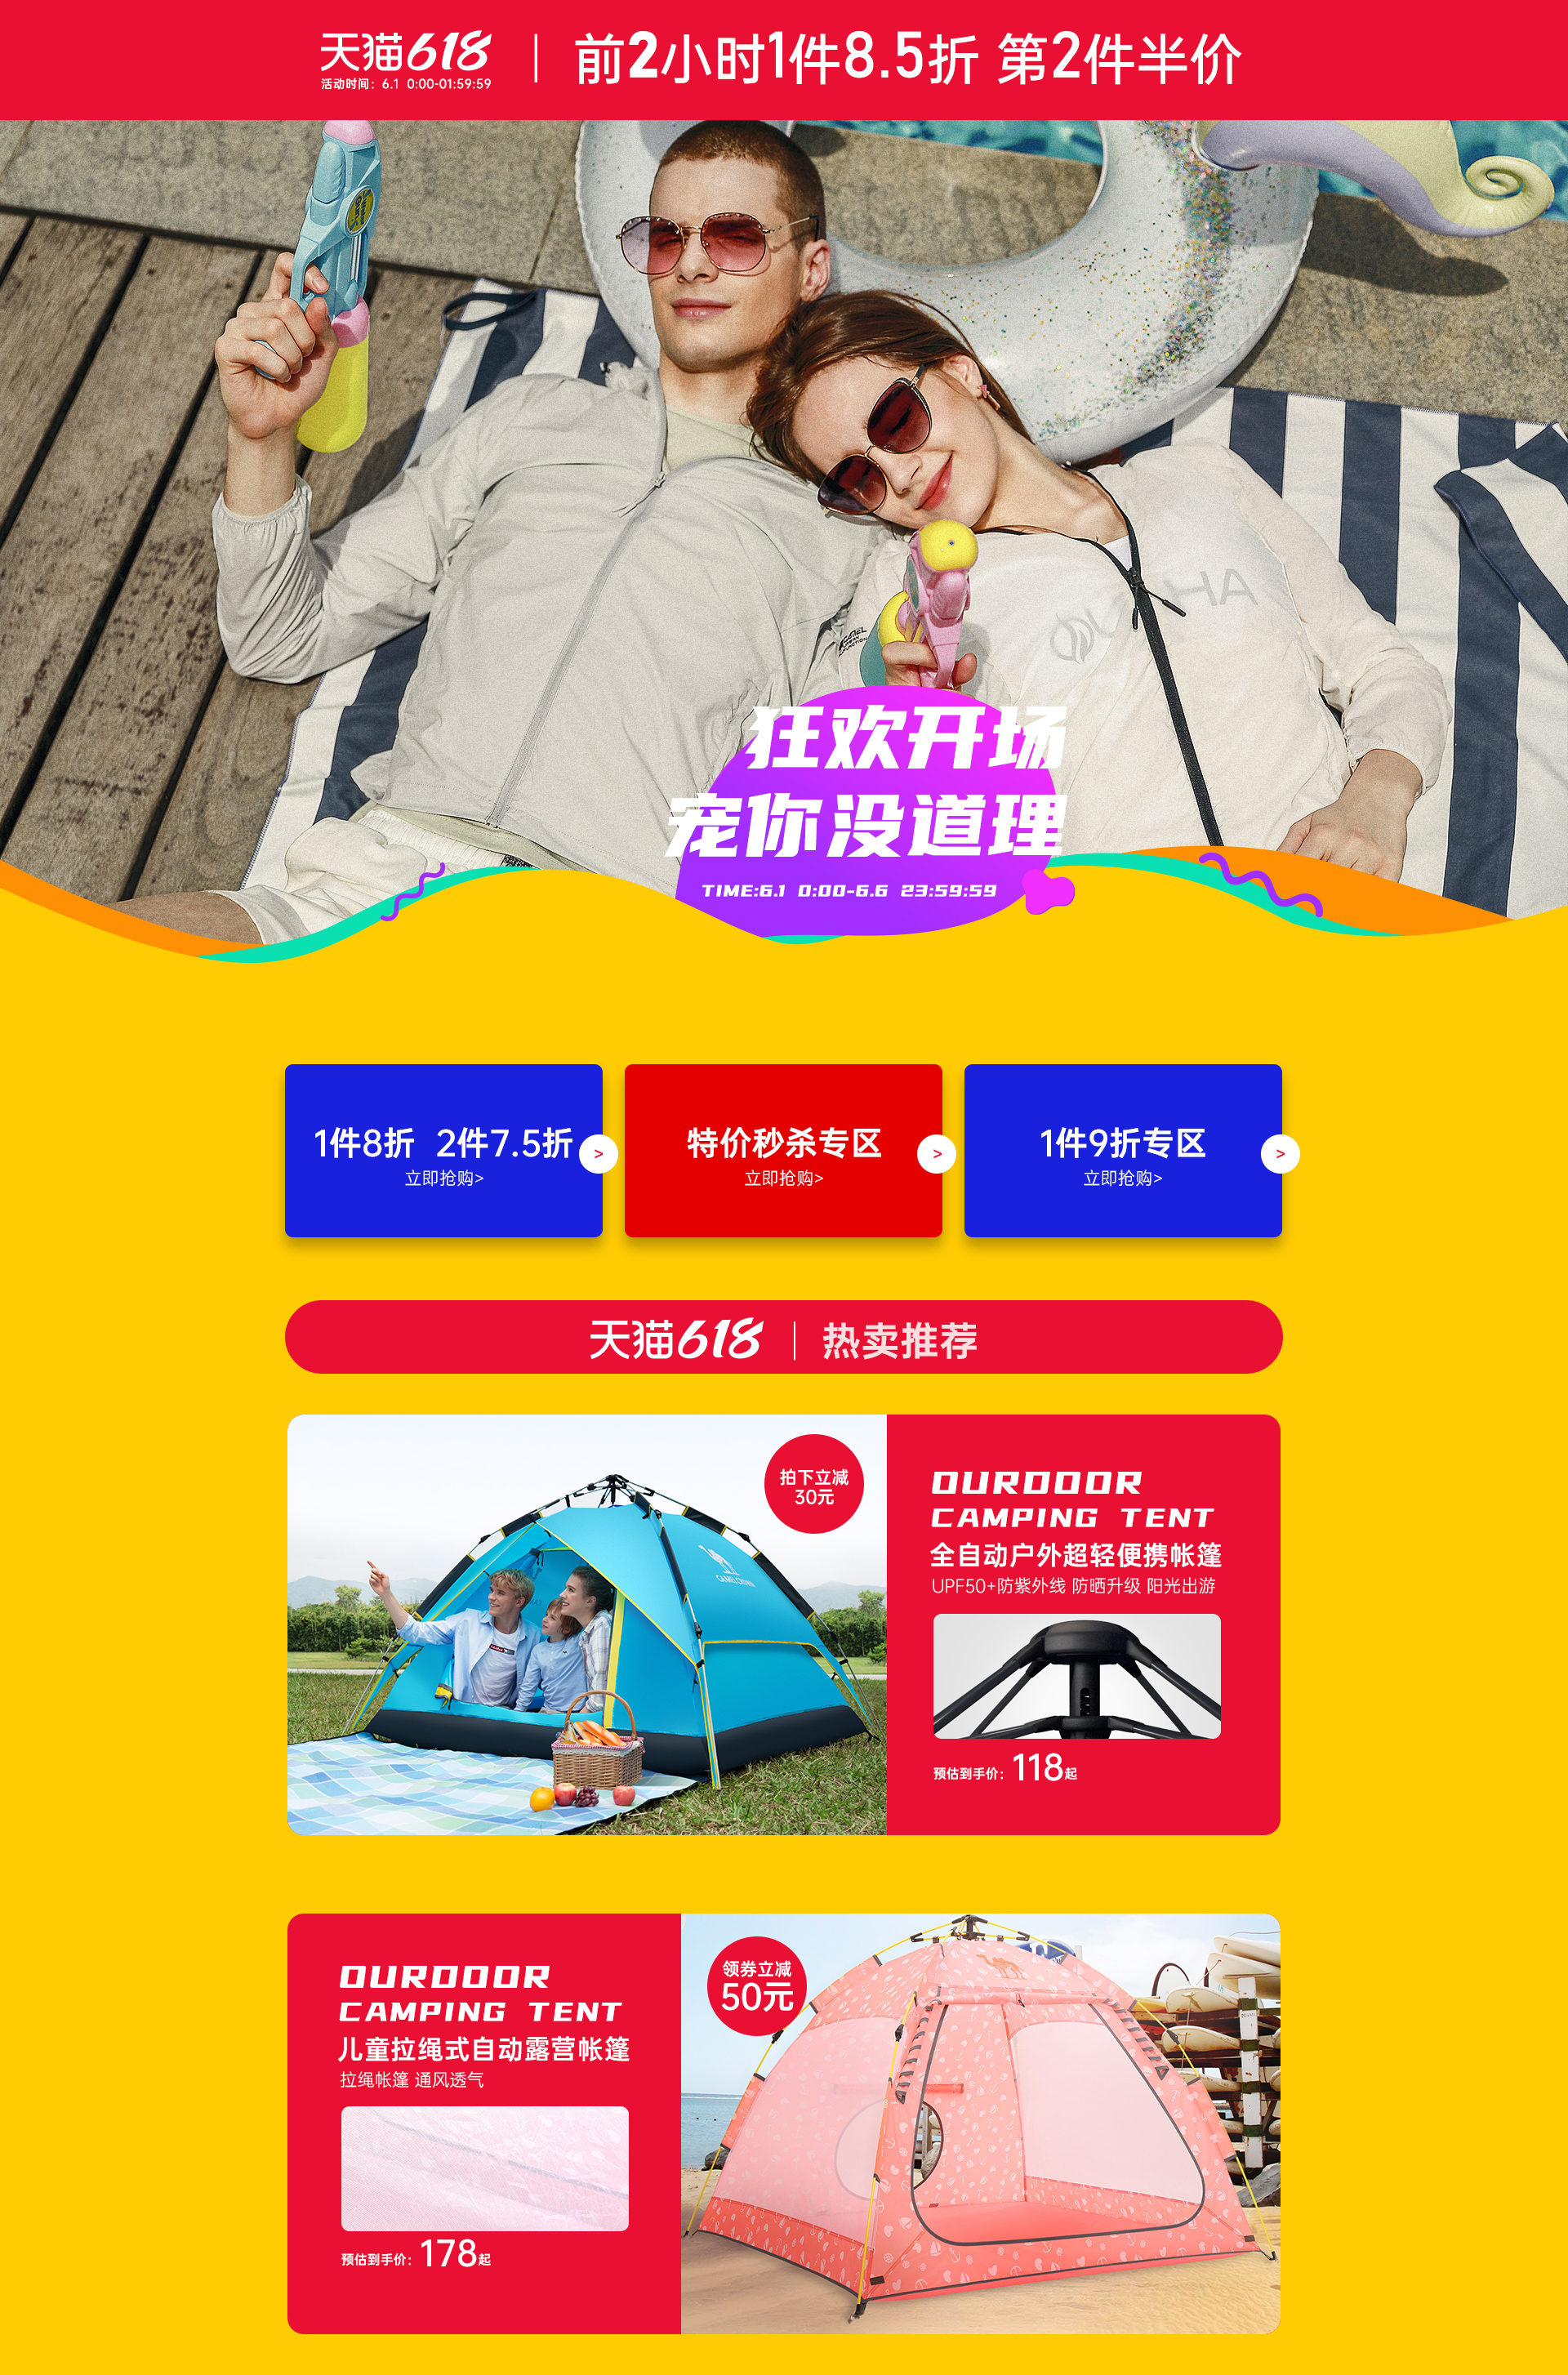 天猫618
活动时间：6.1 0:00-01:59:59
前2小时1件8.5折 第2件半价
狂欢开场
宠你没道理
TIME:6.1 0:00-6.6 23:59:59
1件8折 2件7.5折
立即抢购>
>
特价秒杀专区
立即抢购>
>
1件9折专区
立即抢购>
>
天猫618
热卖推荐
拍下立减
30元
CAMELCROWN
OURDOOR
CAMPING TENT
全自动户外超轻便携帐篷
UPF50+防紫外线 防晒升级 阳光出游
预估到手价：118起
OURDOOR
CAMPING TENT
儿童拉绳式自动露营帐篷
拉绳帐篷 通风透气
预估到手价：178起
领券立减
50元